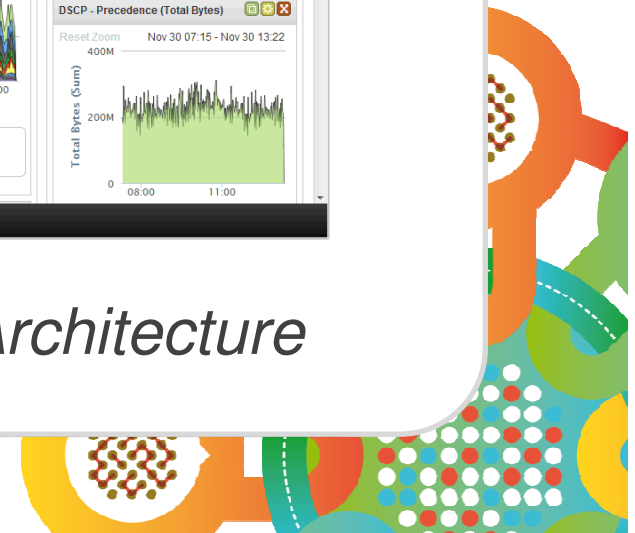 DSCP - Precedence (Total Bytes)
Reset Zoom Nov 30 07:15 - Nov 30 13:22
400M
Total Bytes (Sum)
200M
0
08:00 11:00
00
Architecture